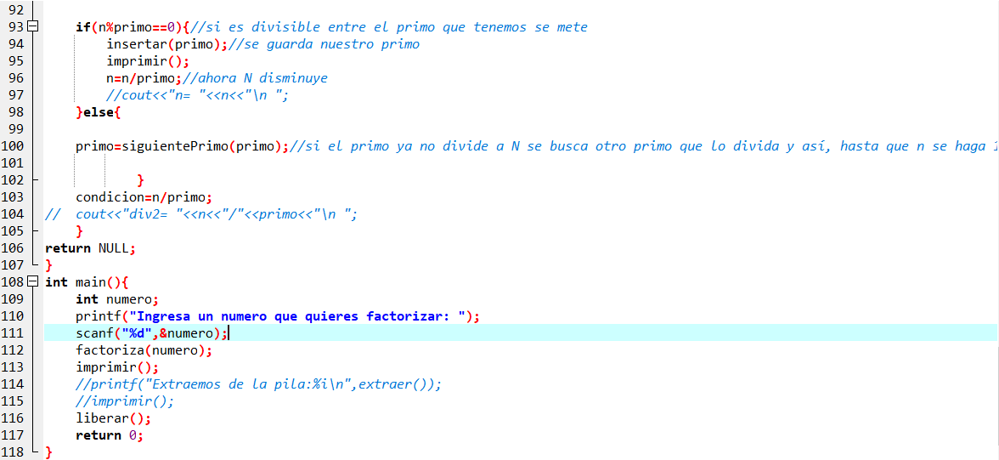 92
93 if(n%primo==0){//si es divisible entre el primo que tenemos se mete
94 insertar(primo);//se guarda nuestro primo
95 imprimir();
96 n=n/primo;//ahora N disminuye
97 //cout<<"n= "<<n<<"\n ";
98 }else{
99
100 primo=siguientePrimo(primo);//si el primo ya no divide a N se busca otro primo que lo divida y así, hasta que n se haga 1
101
102 }
103 condicion=n/primo;
104 // cout<<"div2= "<<n<<"/"<<primo<<"\n ";
105 }
106 return NULL;
107 }
108 int main(){
109 int numero;
110 printf("Ingresa un numero que quieres factorizar: ");
111 scanf("%d",&numero);
112 factoriza(numero);
113 imprimir();
114 //printf("Extraemos de la pila:%i\n",extraer());
115 //imprimir();
116 liberar();
117 return 0;
118 }